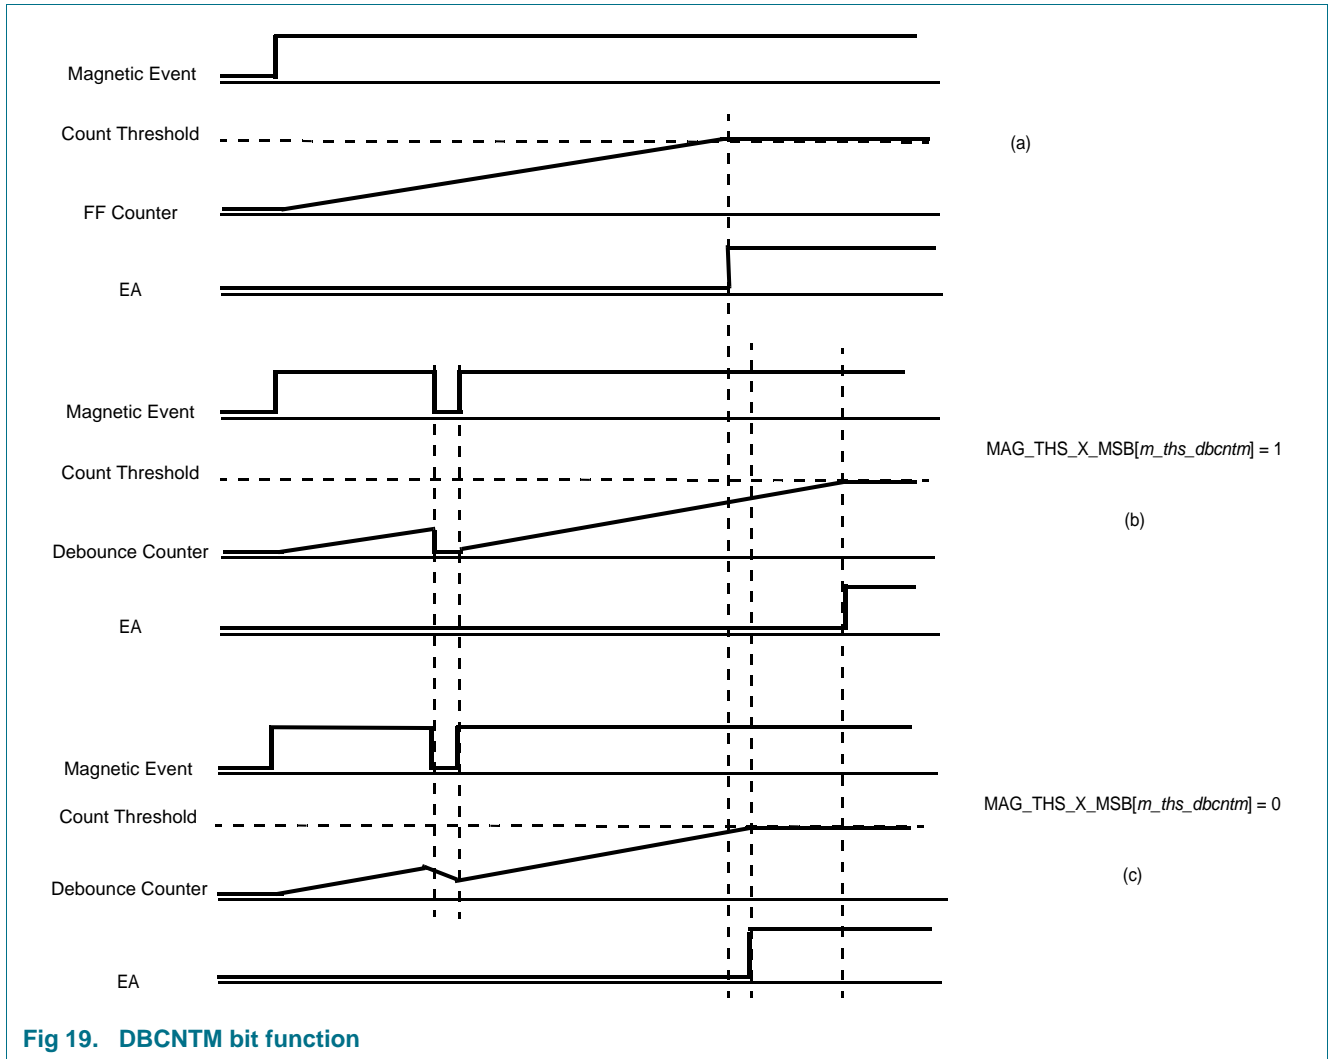 Magnetic Event
Count Threshold
(a)
FF Counter
EA
Magnetic Event
MAG_THS_X_MSB[m_ths_dbcntm] = 1
Count Threshold
(b)
Debounce Counter
EA
Magnetic Event
MAG_THS_X_MSB[m_ths_dbcntm] = 0
Count Threshold
(c)
Debounce Counter
EA
Fig 19. DBCNTM bit function